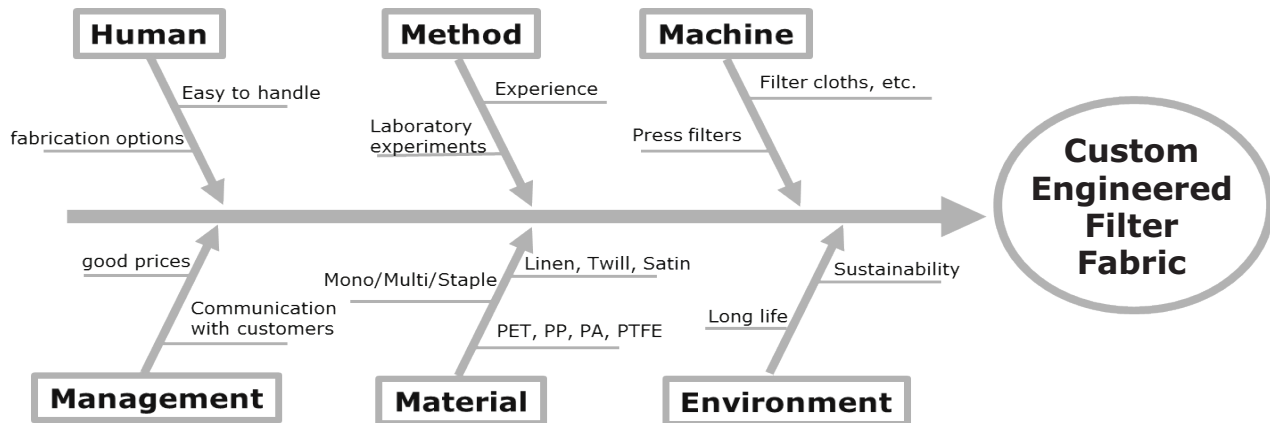 Human
Method
Machine
Easy to handle
fabrication options
Experience
Laboratory
experiments
Filter cloths, etc.
Press filters
Custom
Engineered
Filter
Fabric
good prices
Communication
with customers
Mono/Multi/Staple
Linen, Twill, Satin
PET, PP, PA, PTFE
Sustainability
Long life
Management
Material
Environment